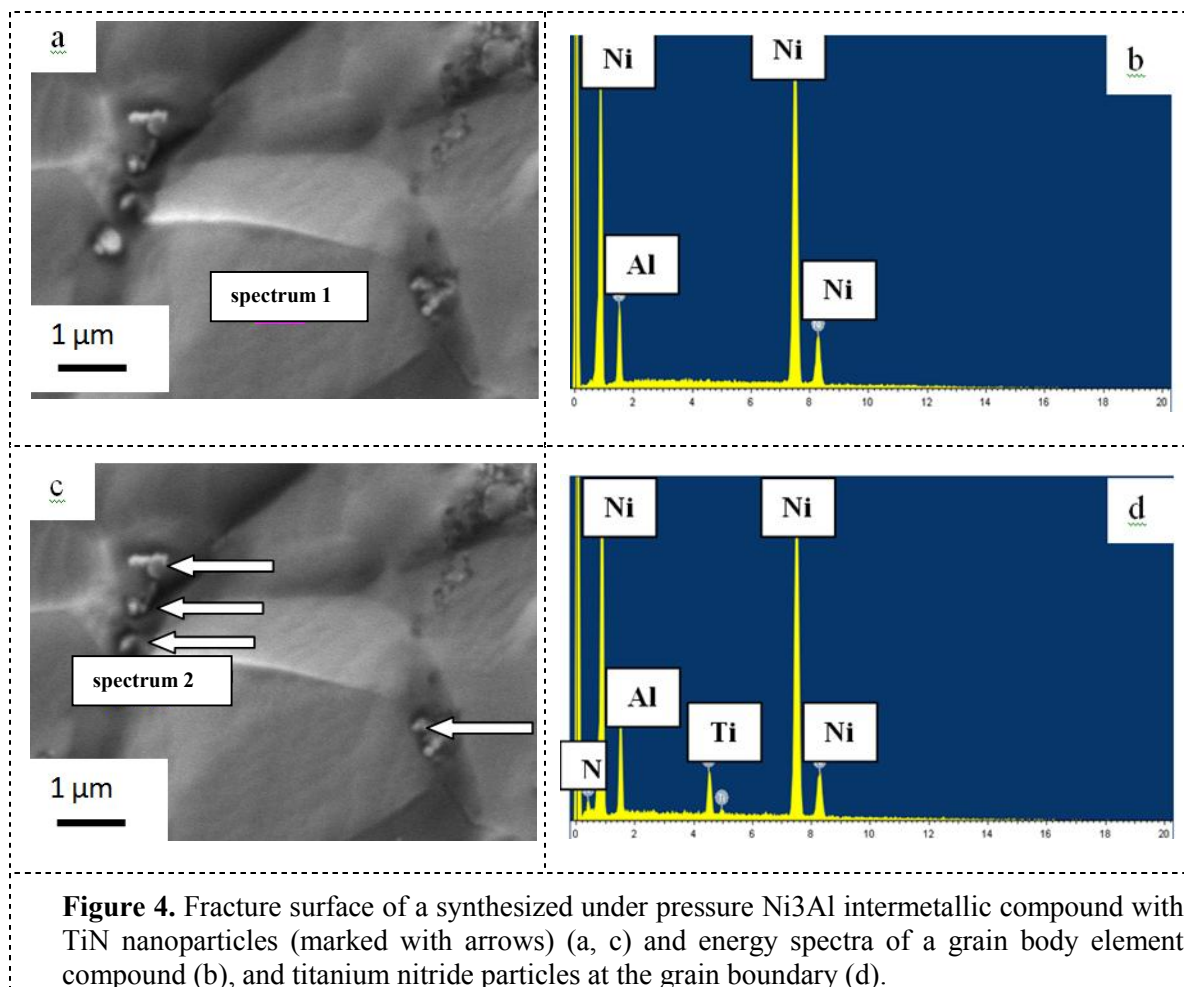 a
spectrum 1
1 µm
b
Ni
Ni
Al
Ni
0 2 4 6 8 10 12 14 16 18 20
c
spectrum 2
1 µm
d
Ni
Ni
Al
Ti
Ni
N
Ti
0 2 4 6 8 10 12 14 16 18 20
Figure 4. Fracture surface of a synthesized under pressure Ni3Al intermetallic compound with
TiN nanoparticles (marked with arrows) (a, c) and energy spectra of a grain body element
compound (b), and titanium nitride particles at the grain boundary (d).